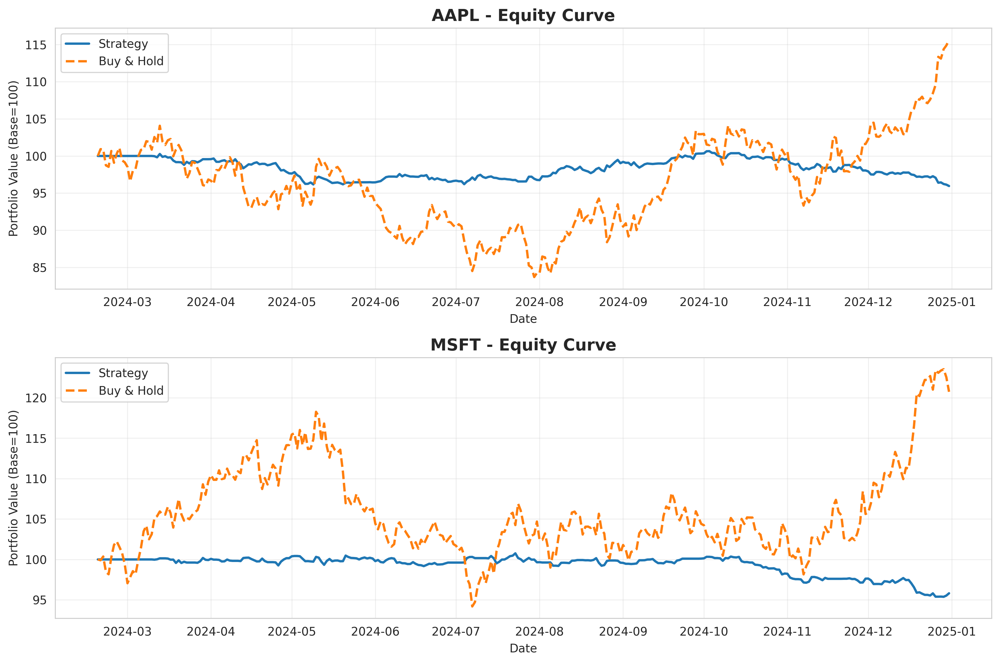 AAPL - Equity Curve
Strategy
Buy & Hold
Portfolio Value (Base=100)
115
110
105
100
95
90
85
2024-03 2024-04 2024-05 2024-06 2024-07 2024-08 2024-09 2024-10 2024-11 2024-12 2025-01
Date
MSFT - Equity Curve
Strategy
Buy & Hold
Portfolio Value (Base=100)
120
115
110
105
100
95
2024-03 2024-04 2024-05 2024-06 2024-07 2024-08 2024-09 2024-10 2024-11 2024-12 2025-01
Date